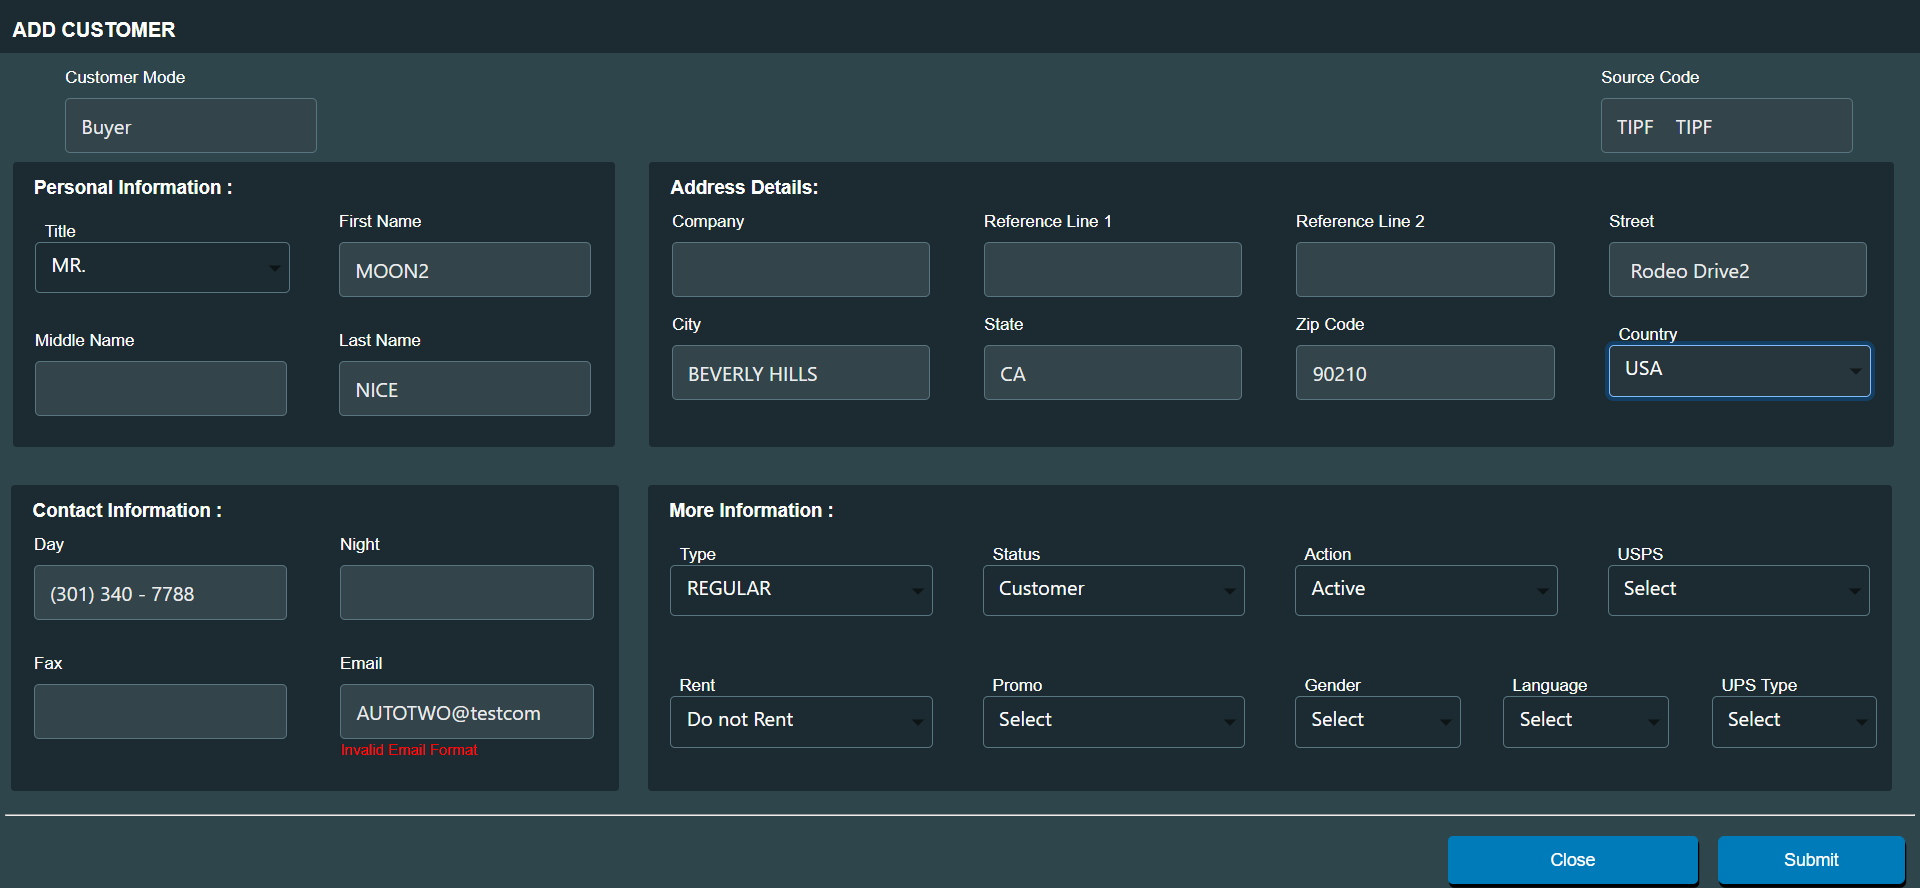 ADD CUSTOMER
Customer Mode
Source Code
Buyer
TIPF TIPF
Personal Information :
Title
First Name
MR.
MOON2
Middle Name
Last Name
NICE
Address Details:
Company
Reference Line 1
Reference Line 2
Street
Rodeo Drive2
City
State
Zip Code
Country
BEVERLY HILLS
CA
90210
USA
Contact Information :
Day
Night
(301) 340 - 7788
Fax
Email
AUTOTWO@testcom
Invalid Email Format
More Information :
Type
Status
Action
USPS
REGULAR
Customer
Active
Select
Rent
Promo
Gender
Language
UPS Type
Do not Rent
Select
Select
Select
Select
Close
Submit